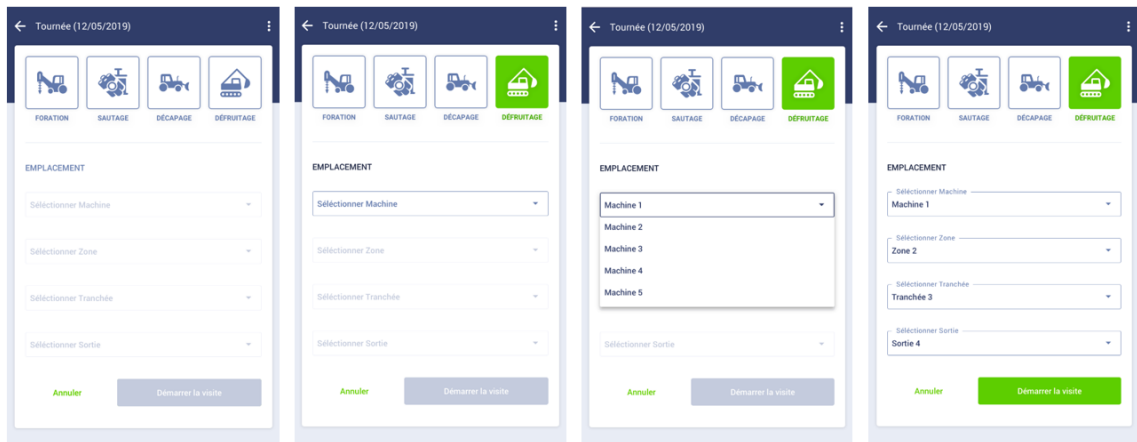 Tournée (12/05/2019)
FORATION SAUTAGE DÉCAPAGE DÉFRUITAGE
EMPLACEMENT
Séléctionner Machine
Séléctionner Zone
Séléctionner Tranchée
Séléctionner Sortie
Annuler Démarrer la visite
Tournée (12/05/2019)
FORATION SAUTAGE DÉCAPAGE DÉFRUITAGE
EMPLACEMENT
Séléctionner Machine
Séléctionner Zone
Séléctionner Tranchée
Séléctionner Sortie
Annuler Démarrer la visite
Tournée (12/05/2019)
FORATION SAUTAGE DÉCAPAGE DÉFRUITAGE
EMPLACEMENT
Machine 1
Machine 2
Machine 3
Machine 4
Machine 5
Séléctionner Sortie
Annuler Démarrer la visite
Tournée (12/05/2019)
FORATION SAUTAGE DÉCAPAGE DÉFRUITAGE
EMPLACEMENT
Séléctionner Machine
Machine 1
Séléctionner Zone
Zone 2
Séléctionner Tranchée
Tranchée 3
Séléctionner Sortie
Sortie 4
Annuler Démarrer la visite